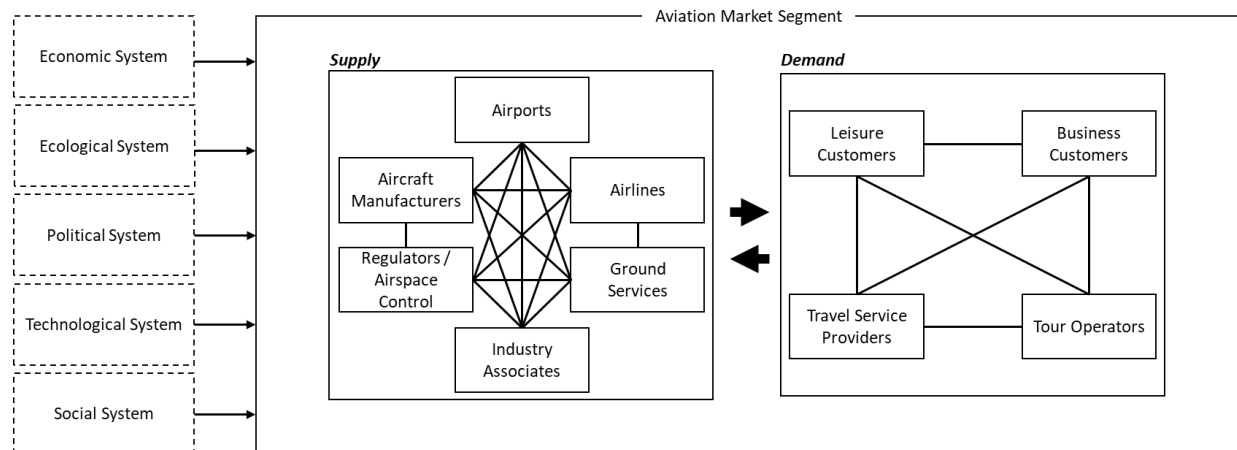 Aviation Market Segment
Economic System
Ecological System
Political System
Technological System
Social System
Supply
Airports
Aircraft
Manufacturers
Airlines
Regulators /
Airspace
Control
Ground
Services
Industry
Associates
Demand
Leisure
Customers
Business
Customers
Travel Service
Providers
Tour Operators